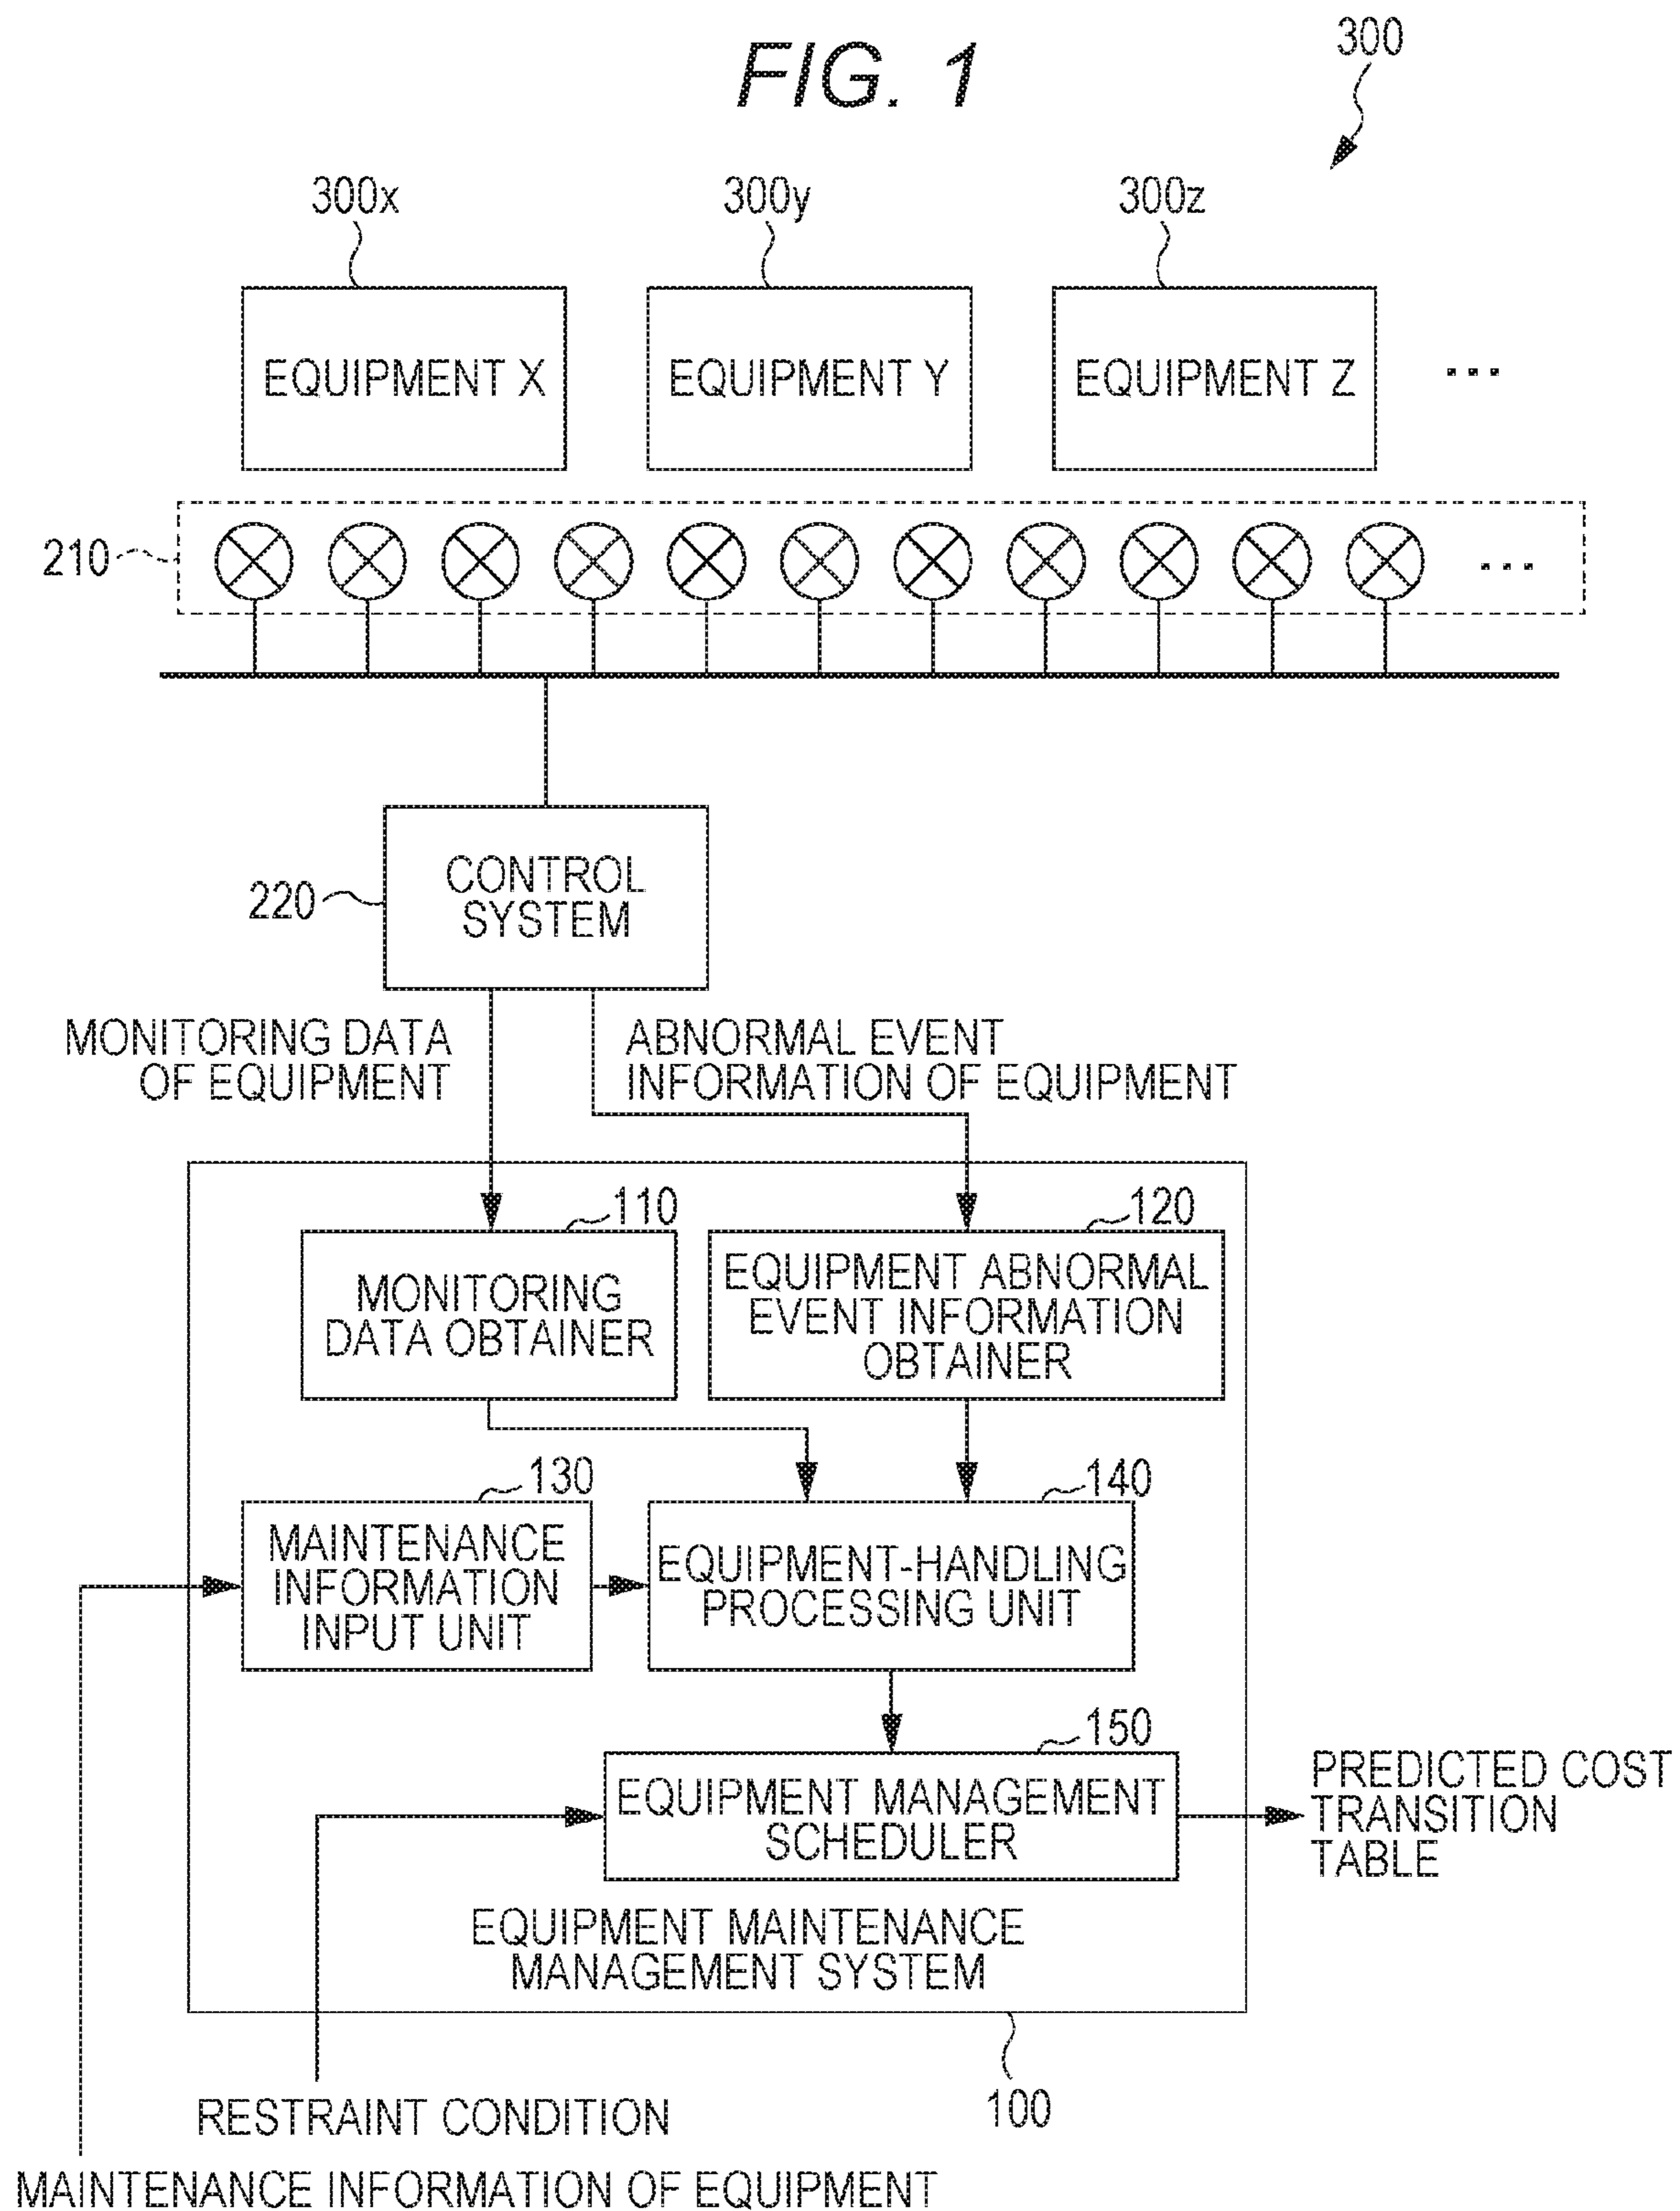 FIG. 1
300
300x
300y
300z
EQUIPMENT X
EQUIPMENT Y
EQUIPMENT Z
...
210
...
CONTROL
SYSTEM
220
MONITORING DATA
OF EQUIPMENT
ABNORMAL EVENT
INFORMATION OF EQUIPMENT
110
120
MONITORING
DATA OBTAINER
EQUIPMENT ABNORMAL
EVENT INFORMATION
OBTAINER
130
140
MAINTENANCE
INFORMATION
INPUT UNIT
EQUIPMENT-HANDLING
PROCESSING UNIT
150
EQUIPMENT MANAGEMENT
SCHEDULER
PREDICTED COST
TRANSITION
TABLE
EQUIPMENT MAINTENANCE
MANAGEMENT SYSTEM
100
RESTRAINT CONDITION
MAINTENANCE INFORMATION OF EQUIPMENT